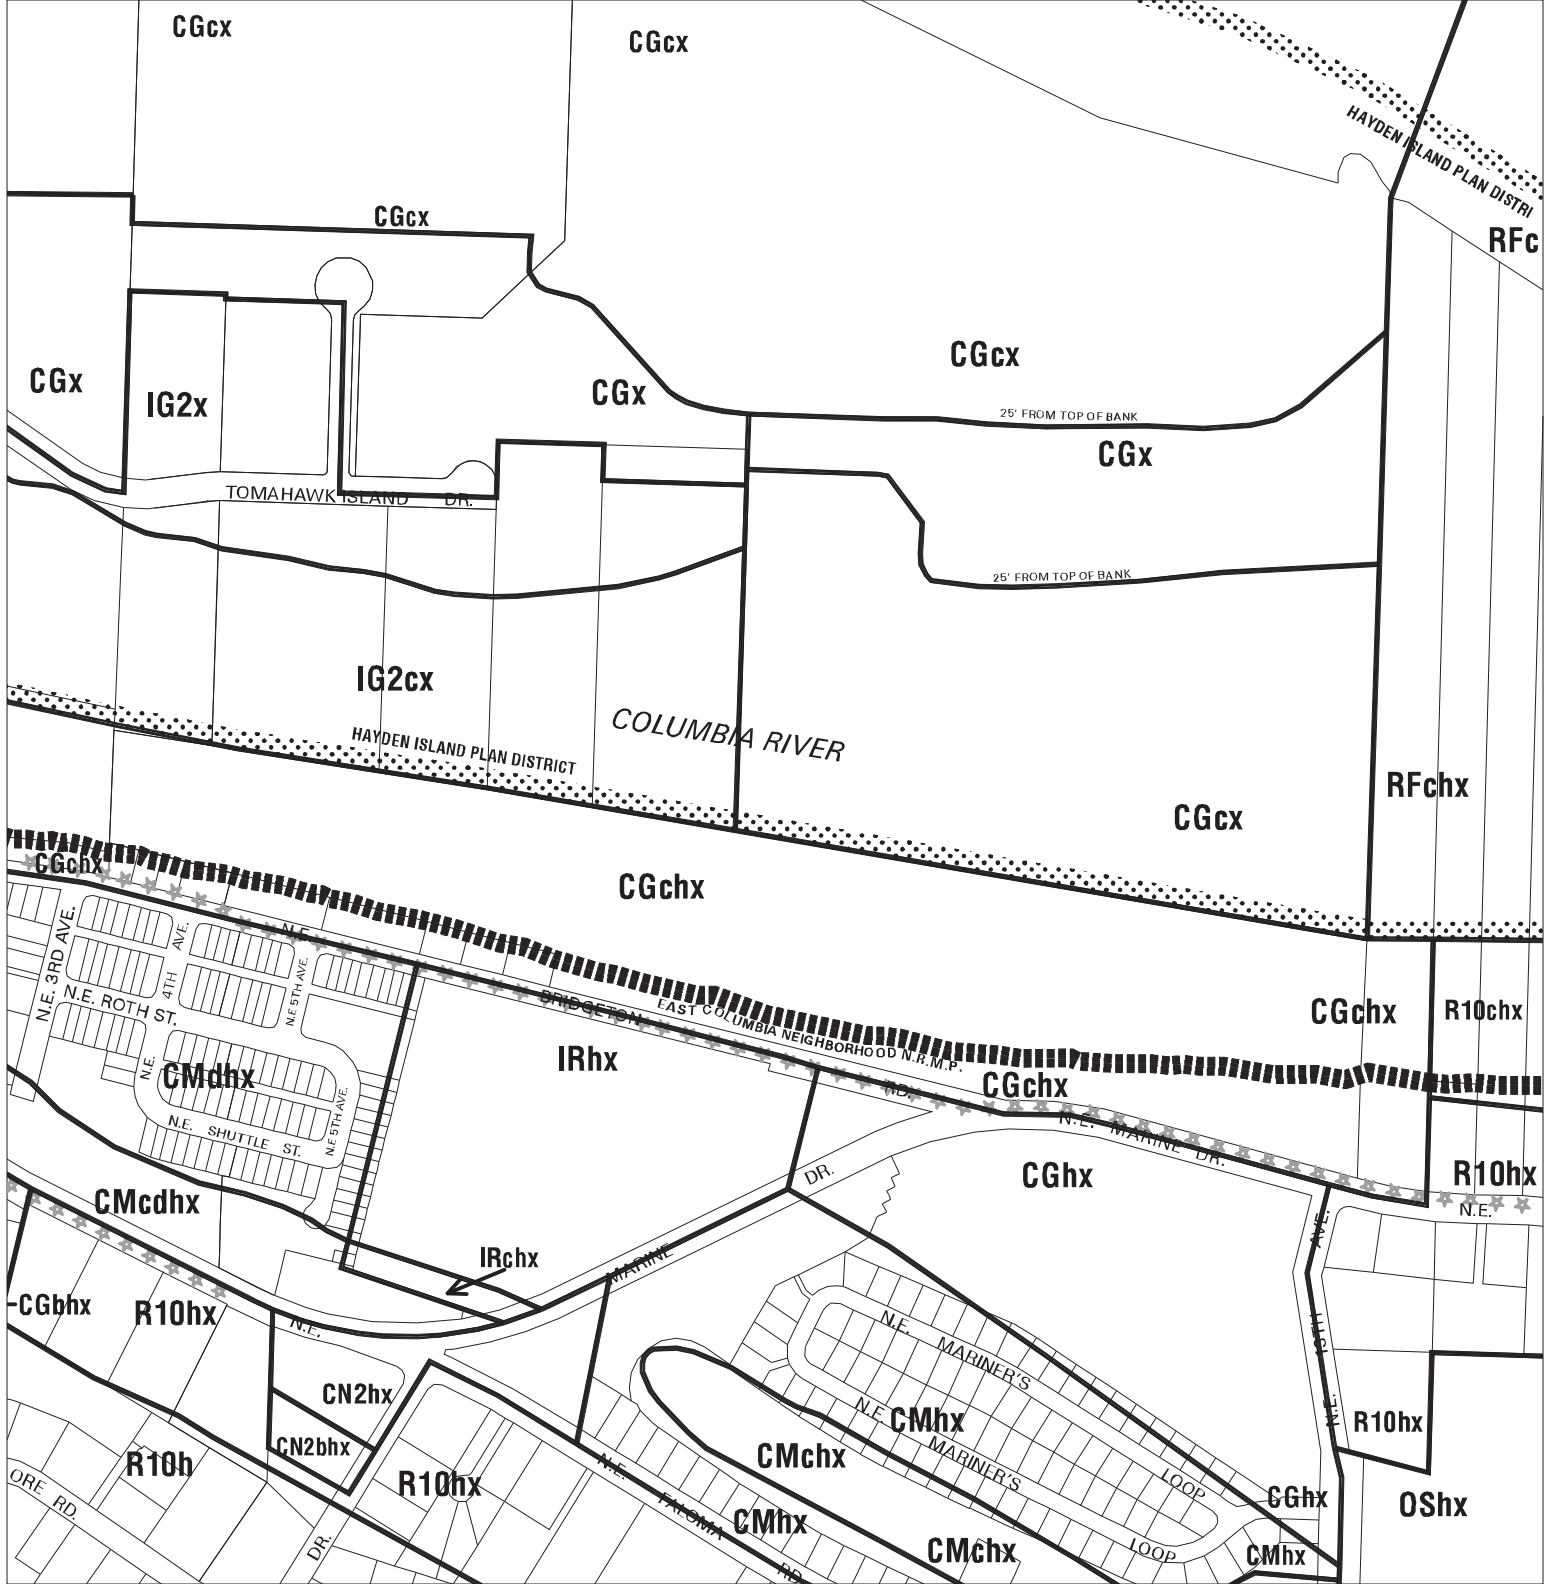 CGcx
CGcx
HAYDEN ISLAND PLAN DISTRI
CGcx
RFc
CGcx
CGx
CGx
IG2x
25' FROM TOP OF BANK
CGx
TOMAHAWK ISLAND DR.
25' FROM TOP OF BANK
IG2cx
COLUMBIA RIVER
HAYDEN ISLAND PLAN DISTRICT
RFchx
CGcx
CGchx
CGchx
N.E. BRIDGETON RD.
EAST COLUMBIA NEIGHBORHOOD N.R.M.P.
N.E. 3RD AVE.
N.E. 4TH AVE.
N.E 5TH AVE.
N.E. ROTH ST.
CGchx
R10chx
IRhx
CMdhx
CGchx
N.E 5TH AVE.
N.E. SHUTTLE ST.
N.E. MARINE DR.
CGhx
R10hx
N.E.
CMcdhx
IRchx
N.E. MARINE DR.
N.E. 15TH AVE.
CGbhx
R10hx
N.E. MARINER'S LOOP
CN2hx
CMhx
R10hx
N.E. MARINER'S LOOP
CN2bhx
CMchx
R10h
R10hx
ORE RD.
CGhx
OShx
N.E. FALOMA RD.
CMhx
CMchx
CMhx
DR.